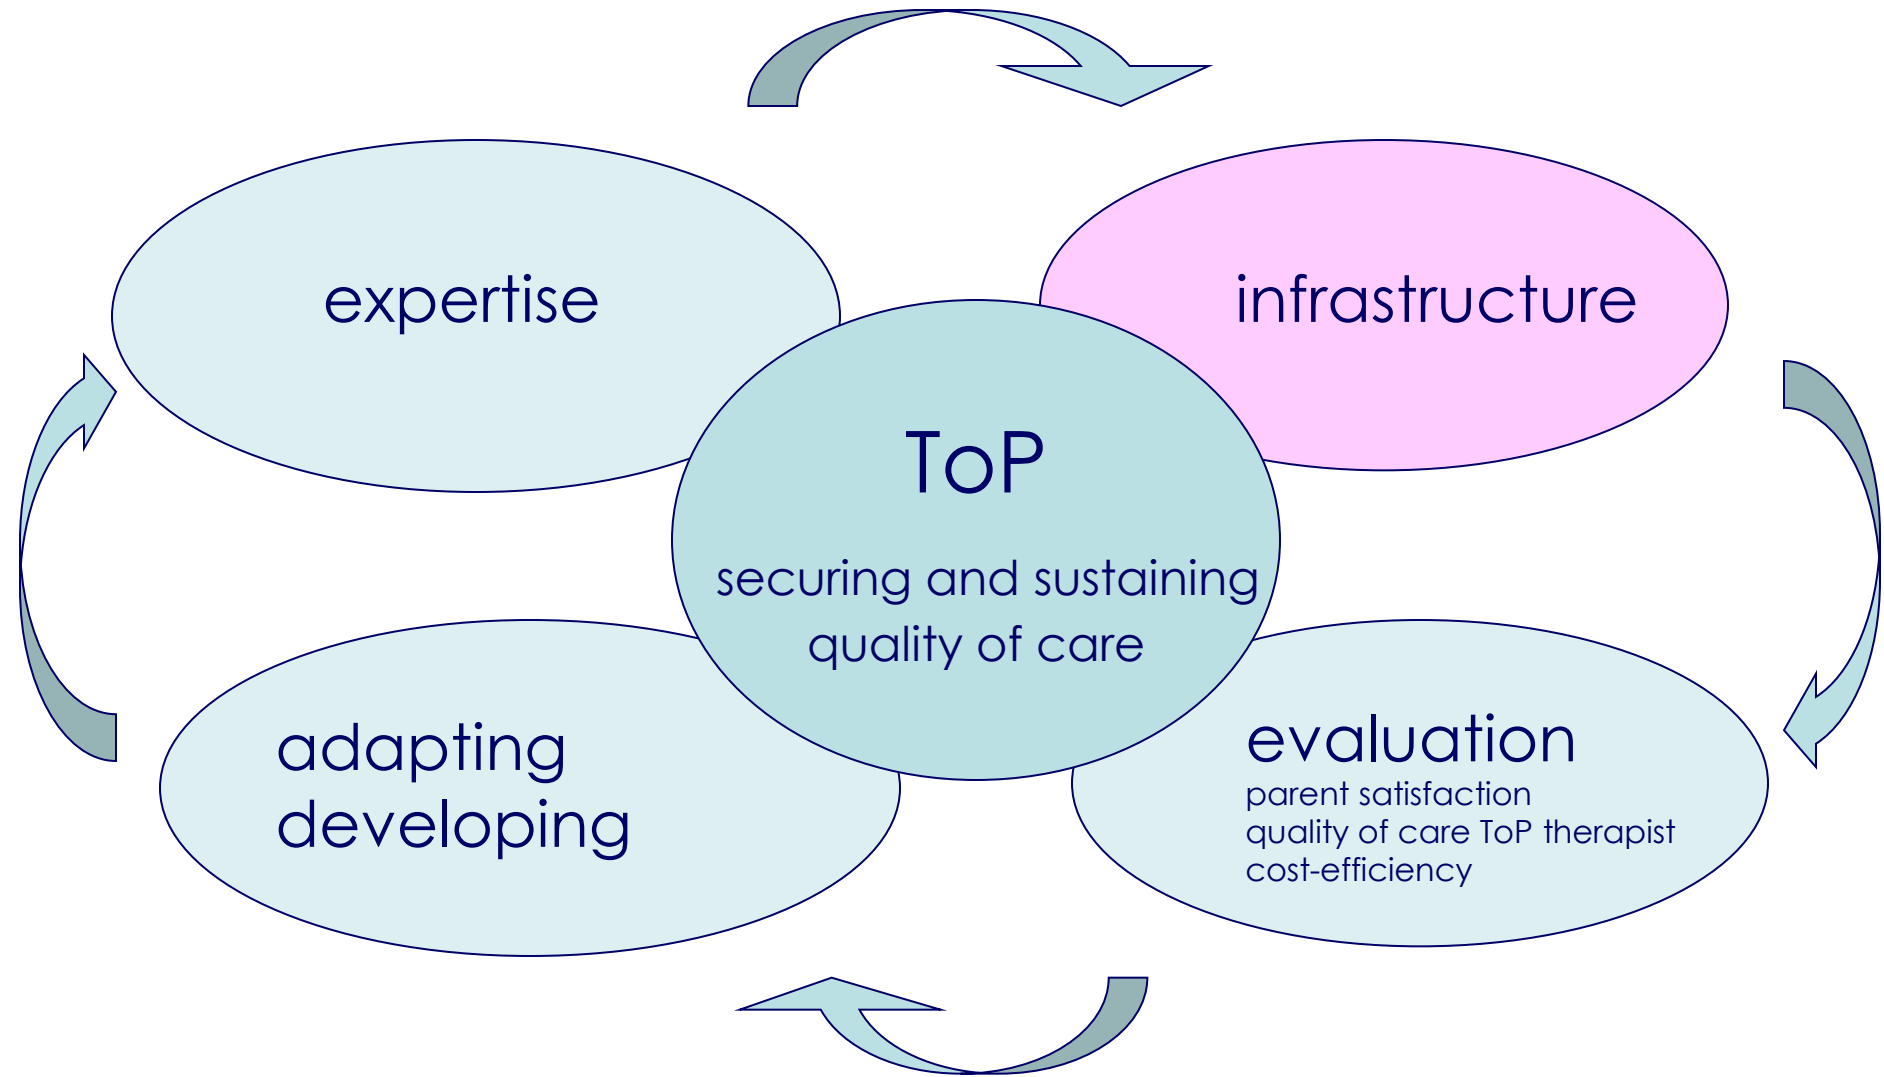 expertise
infrastructure
ToP
securing and sustaining
quality of care
adapting
developing
evaluation
parent satisfaction
quality of care ToP therapist
cost-efficiency